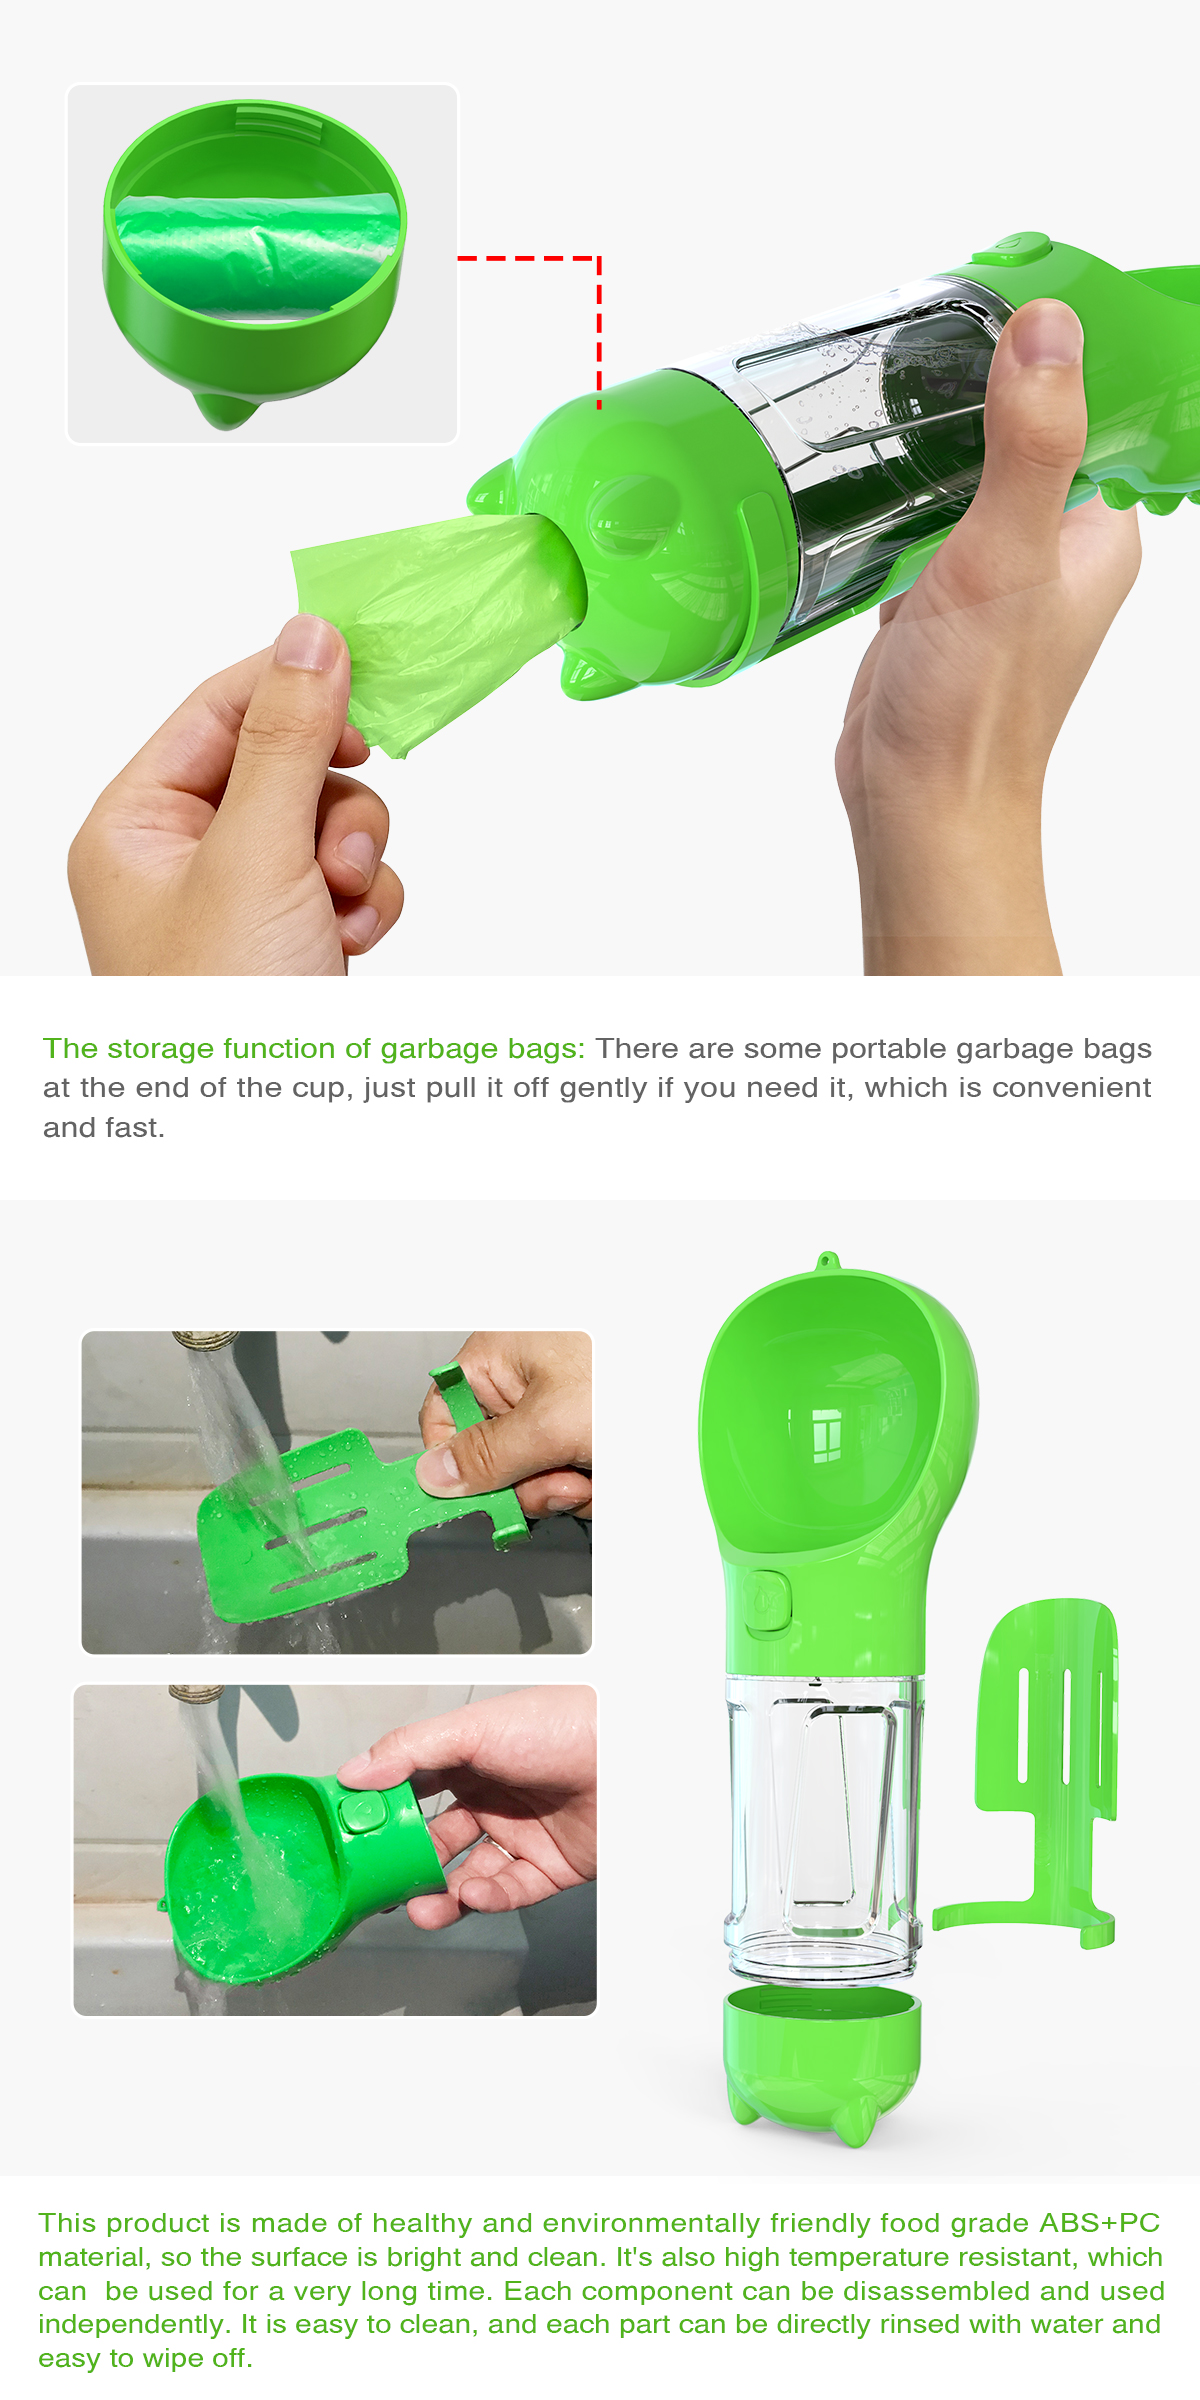 The storage function of garbage bags: There are some portable garbage bags
at the end of the cup, just pull it off gently if you need it, which is convenient
and fast.
This product is made of healthy and environmentally friendly food grade ABS+PC
material, so the surface is bright and clean. It's also high temperature resistant, which
can be used for a very long time. Each component can be disassembled and used
independently. It is easy to clean, and each part can be directly rinsed with water and
easy to wipe off.